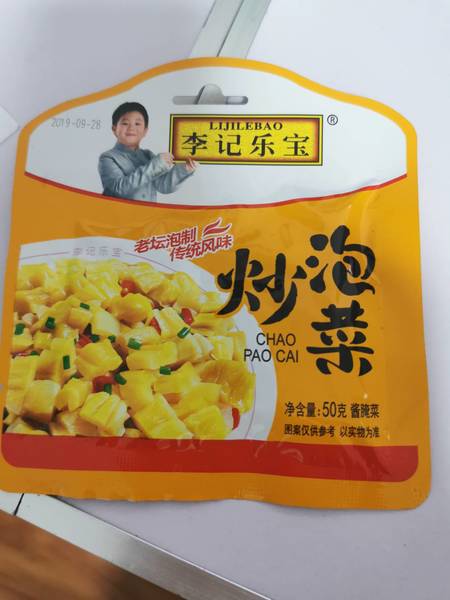 2019-09-28
LIJILEBAO
李记乐宝
®
老坛泡制
传统风味
李记乐宝
炒泡菜
CHAO
PAO CAI
净含量:50克 酱腌菜
图案仅供参考 以实物为准